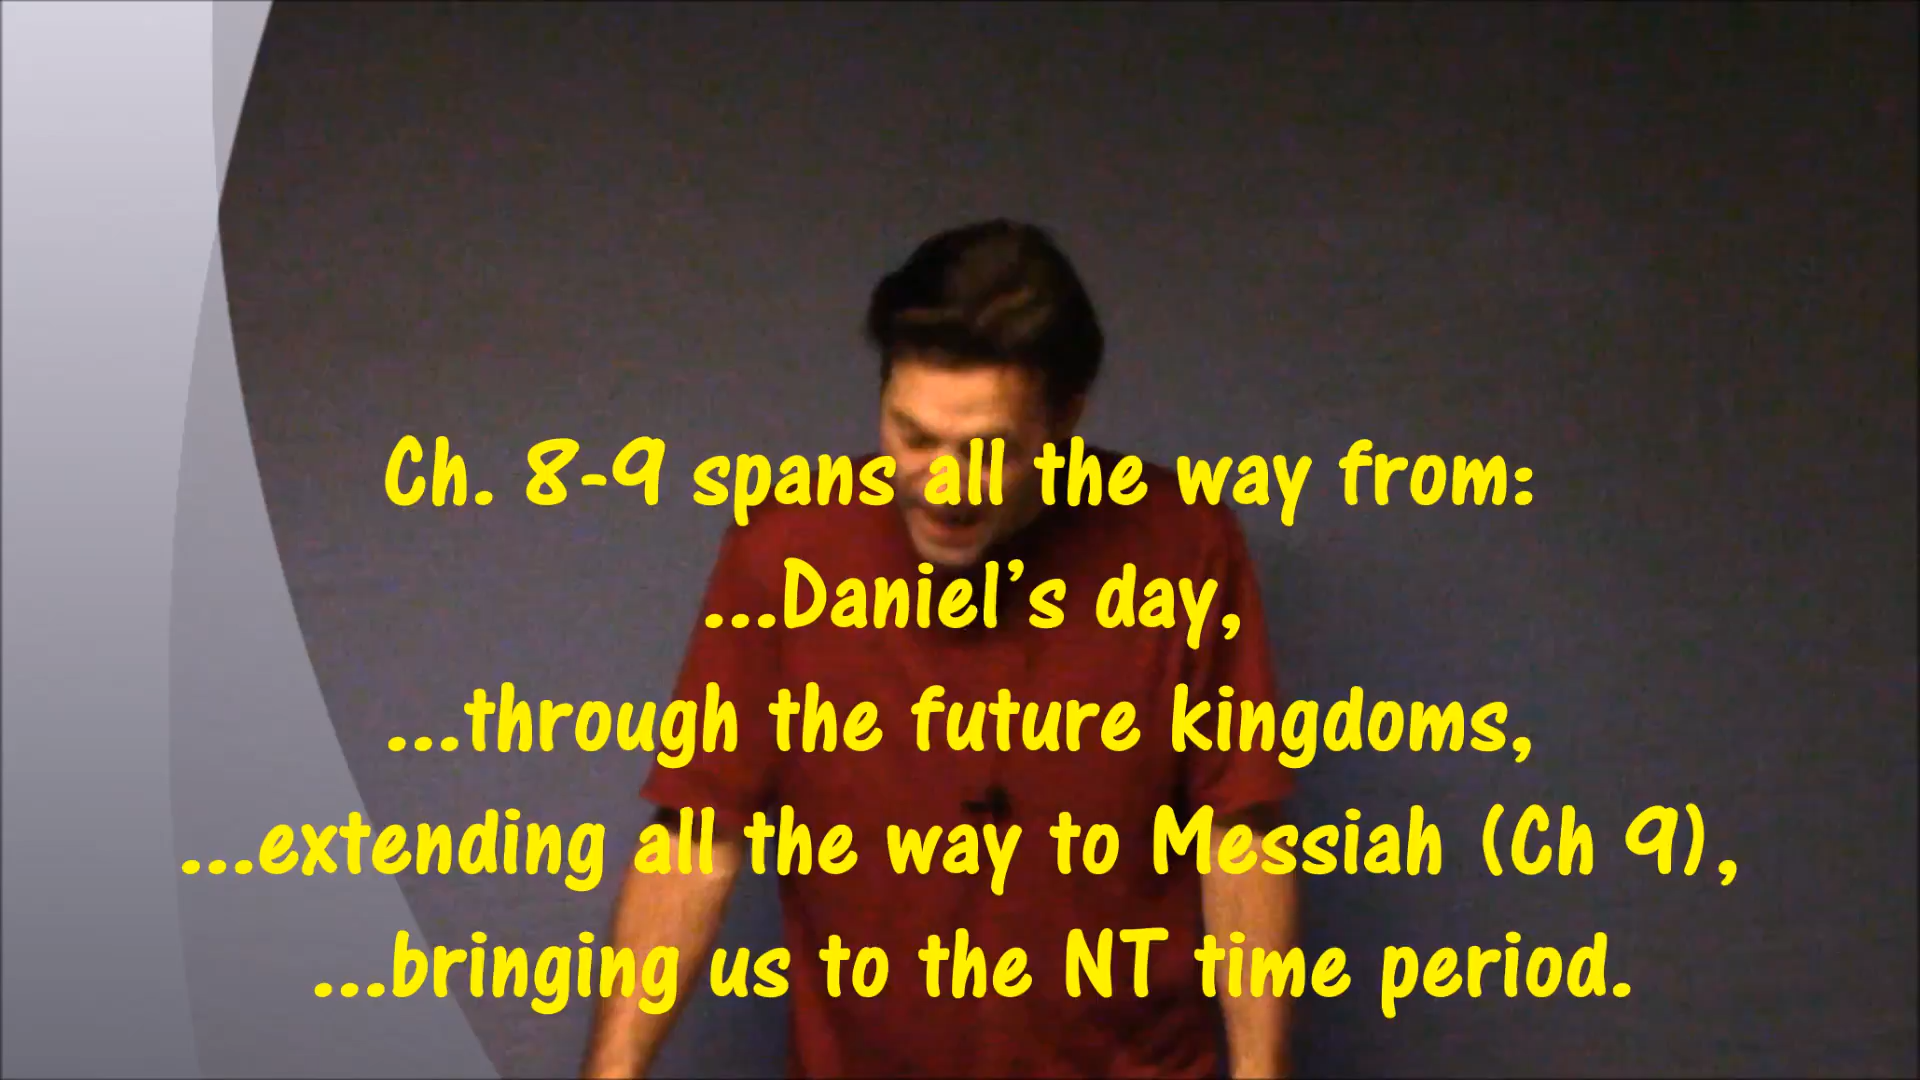 Ch. 8-9 spans all the way from:
...Daniel’s day,
...through the future kingdoms,
...extending all the way to Messiah (Ch 9),
...bringing us to the NT time period.